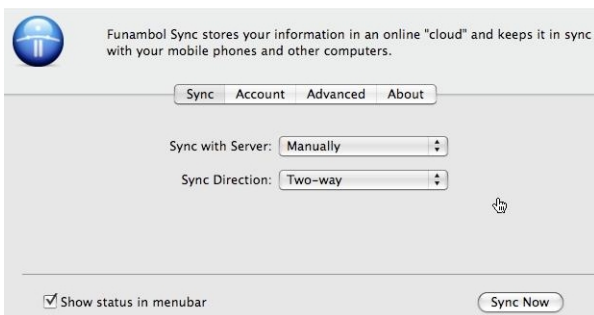 Funambol Sync stores your information in an online "cloud" and keeps it in sync
with your mobile phones and other computers.
Sync Account Advanced About
Sync with Server: Manually
Sync Direction: Two-way
Show status in menubar Sync Now